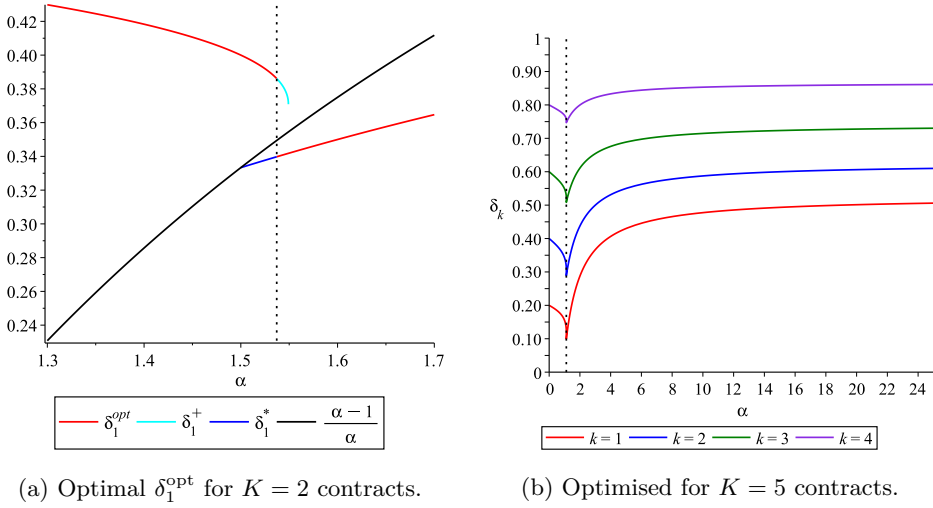 0.42
0.40
0.38
0.36
0.34
0.32
0.30
0.28
0.26
0.24
1.3 1.4 1.5 1.6 1.7
α
δ₁ᵒᵖᵗ δ₁⁺ δ₁* α − 1 / α
(a) Optimal δ₁ᵒᵖᵗ for K = 2 contracts.
1
0.90
0.80
0.70
0.60
δₖ
0.50
0.40
0.30
0.20
0.10
0
0 2 4 6 8 10 12 14 16 18 20 22 24
α
k = 1 k = 2 k = 3 k = 4
(b) Optimised for K = 5 contracts.